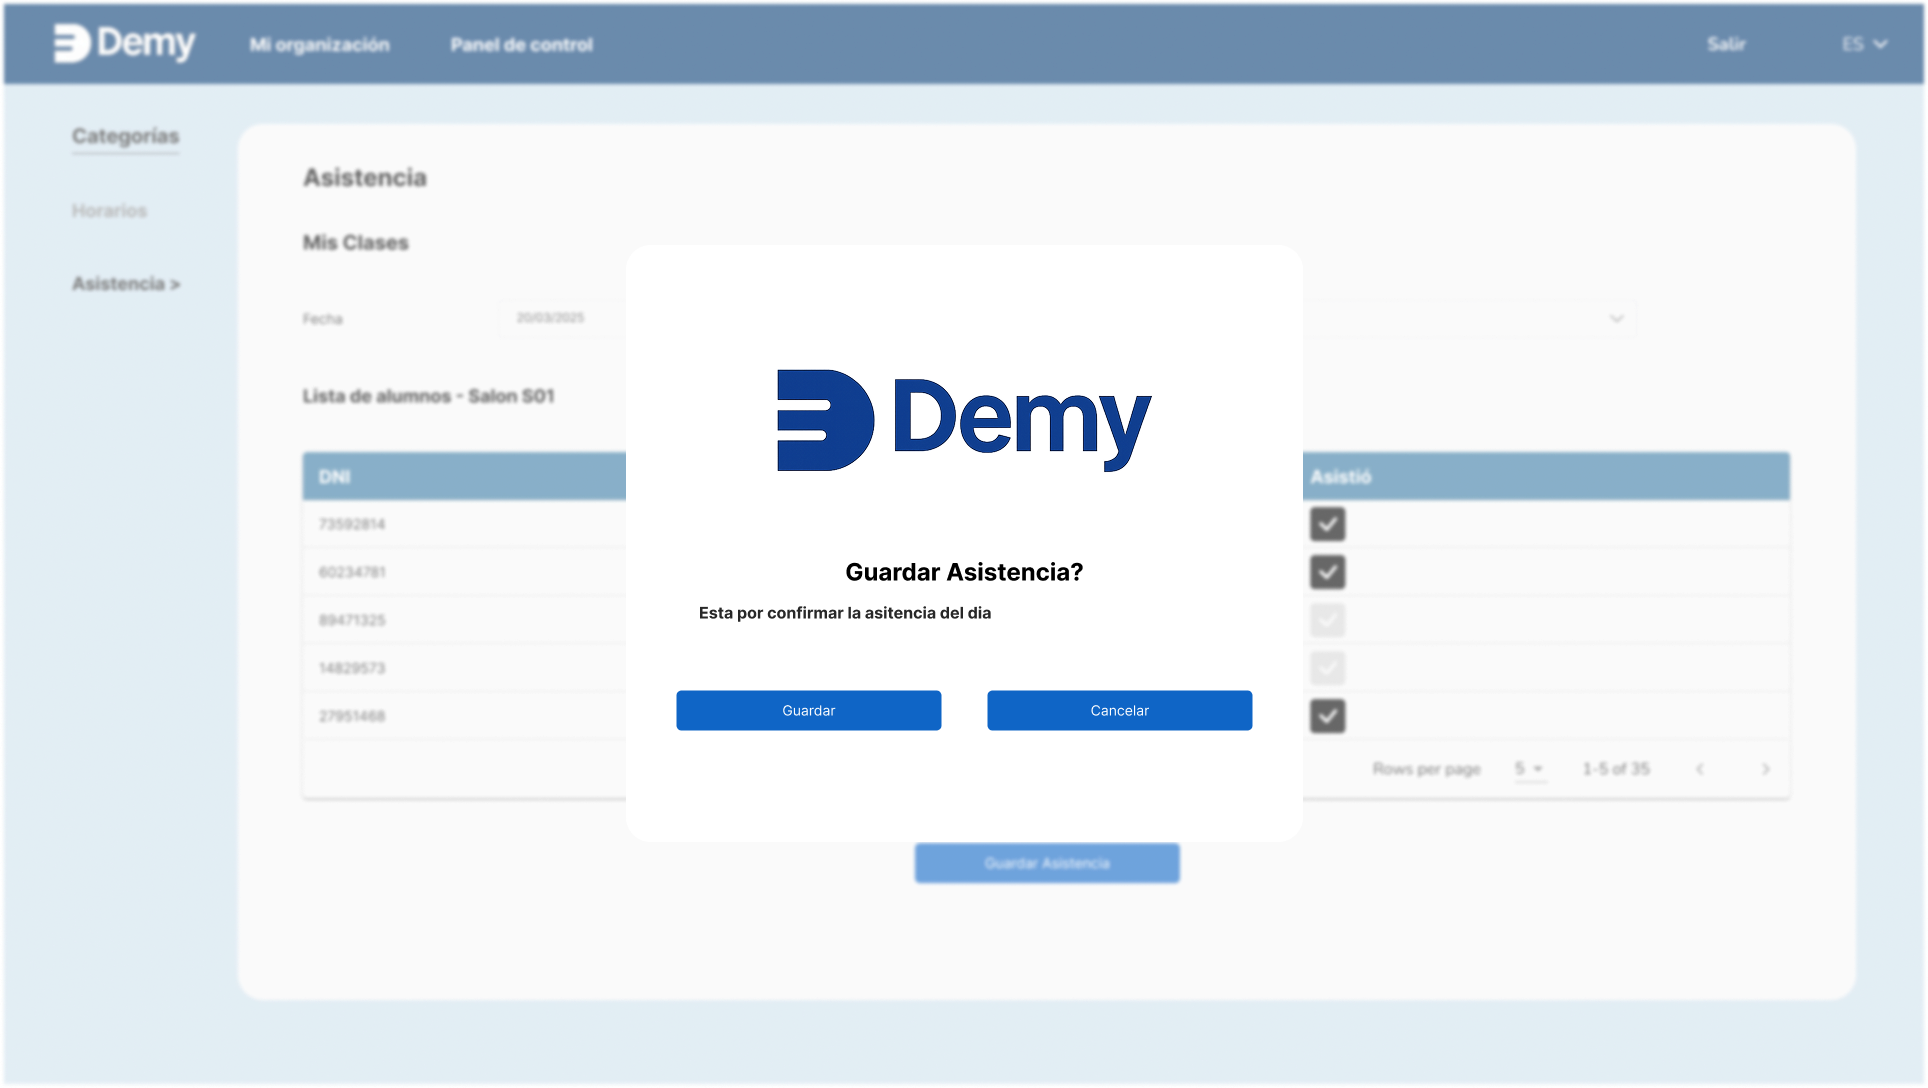 Demy Mi organización Panel de control Salir ES
Categorías
Horarios
Asistencia >
Asistencia
Mis Clases
Fecha 20/03/2025
Lista de alumnos - Salon S01
DNI Asistió
73592814
60234781
89471325
14829573
27951468
Rows per page 5 1-5 of 35
Guardar Asistencia
Demy
Guardar Asistencia?
Esta por confirmar la asitencia del dia
Guardar Cancelar